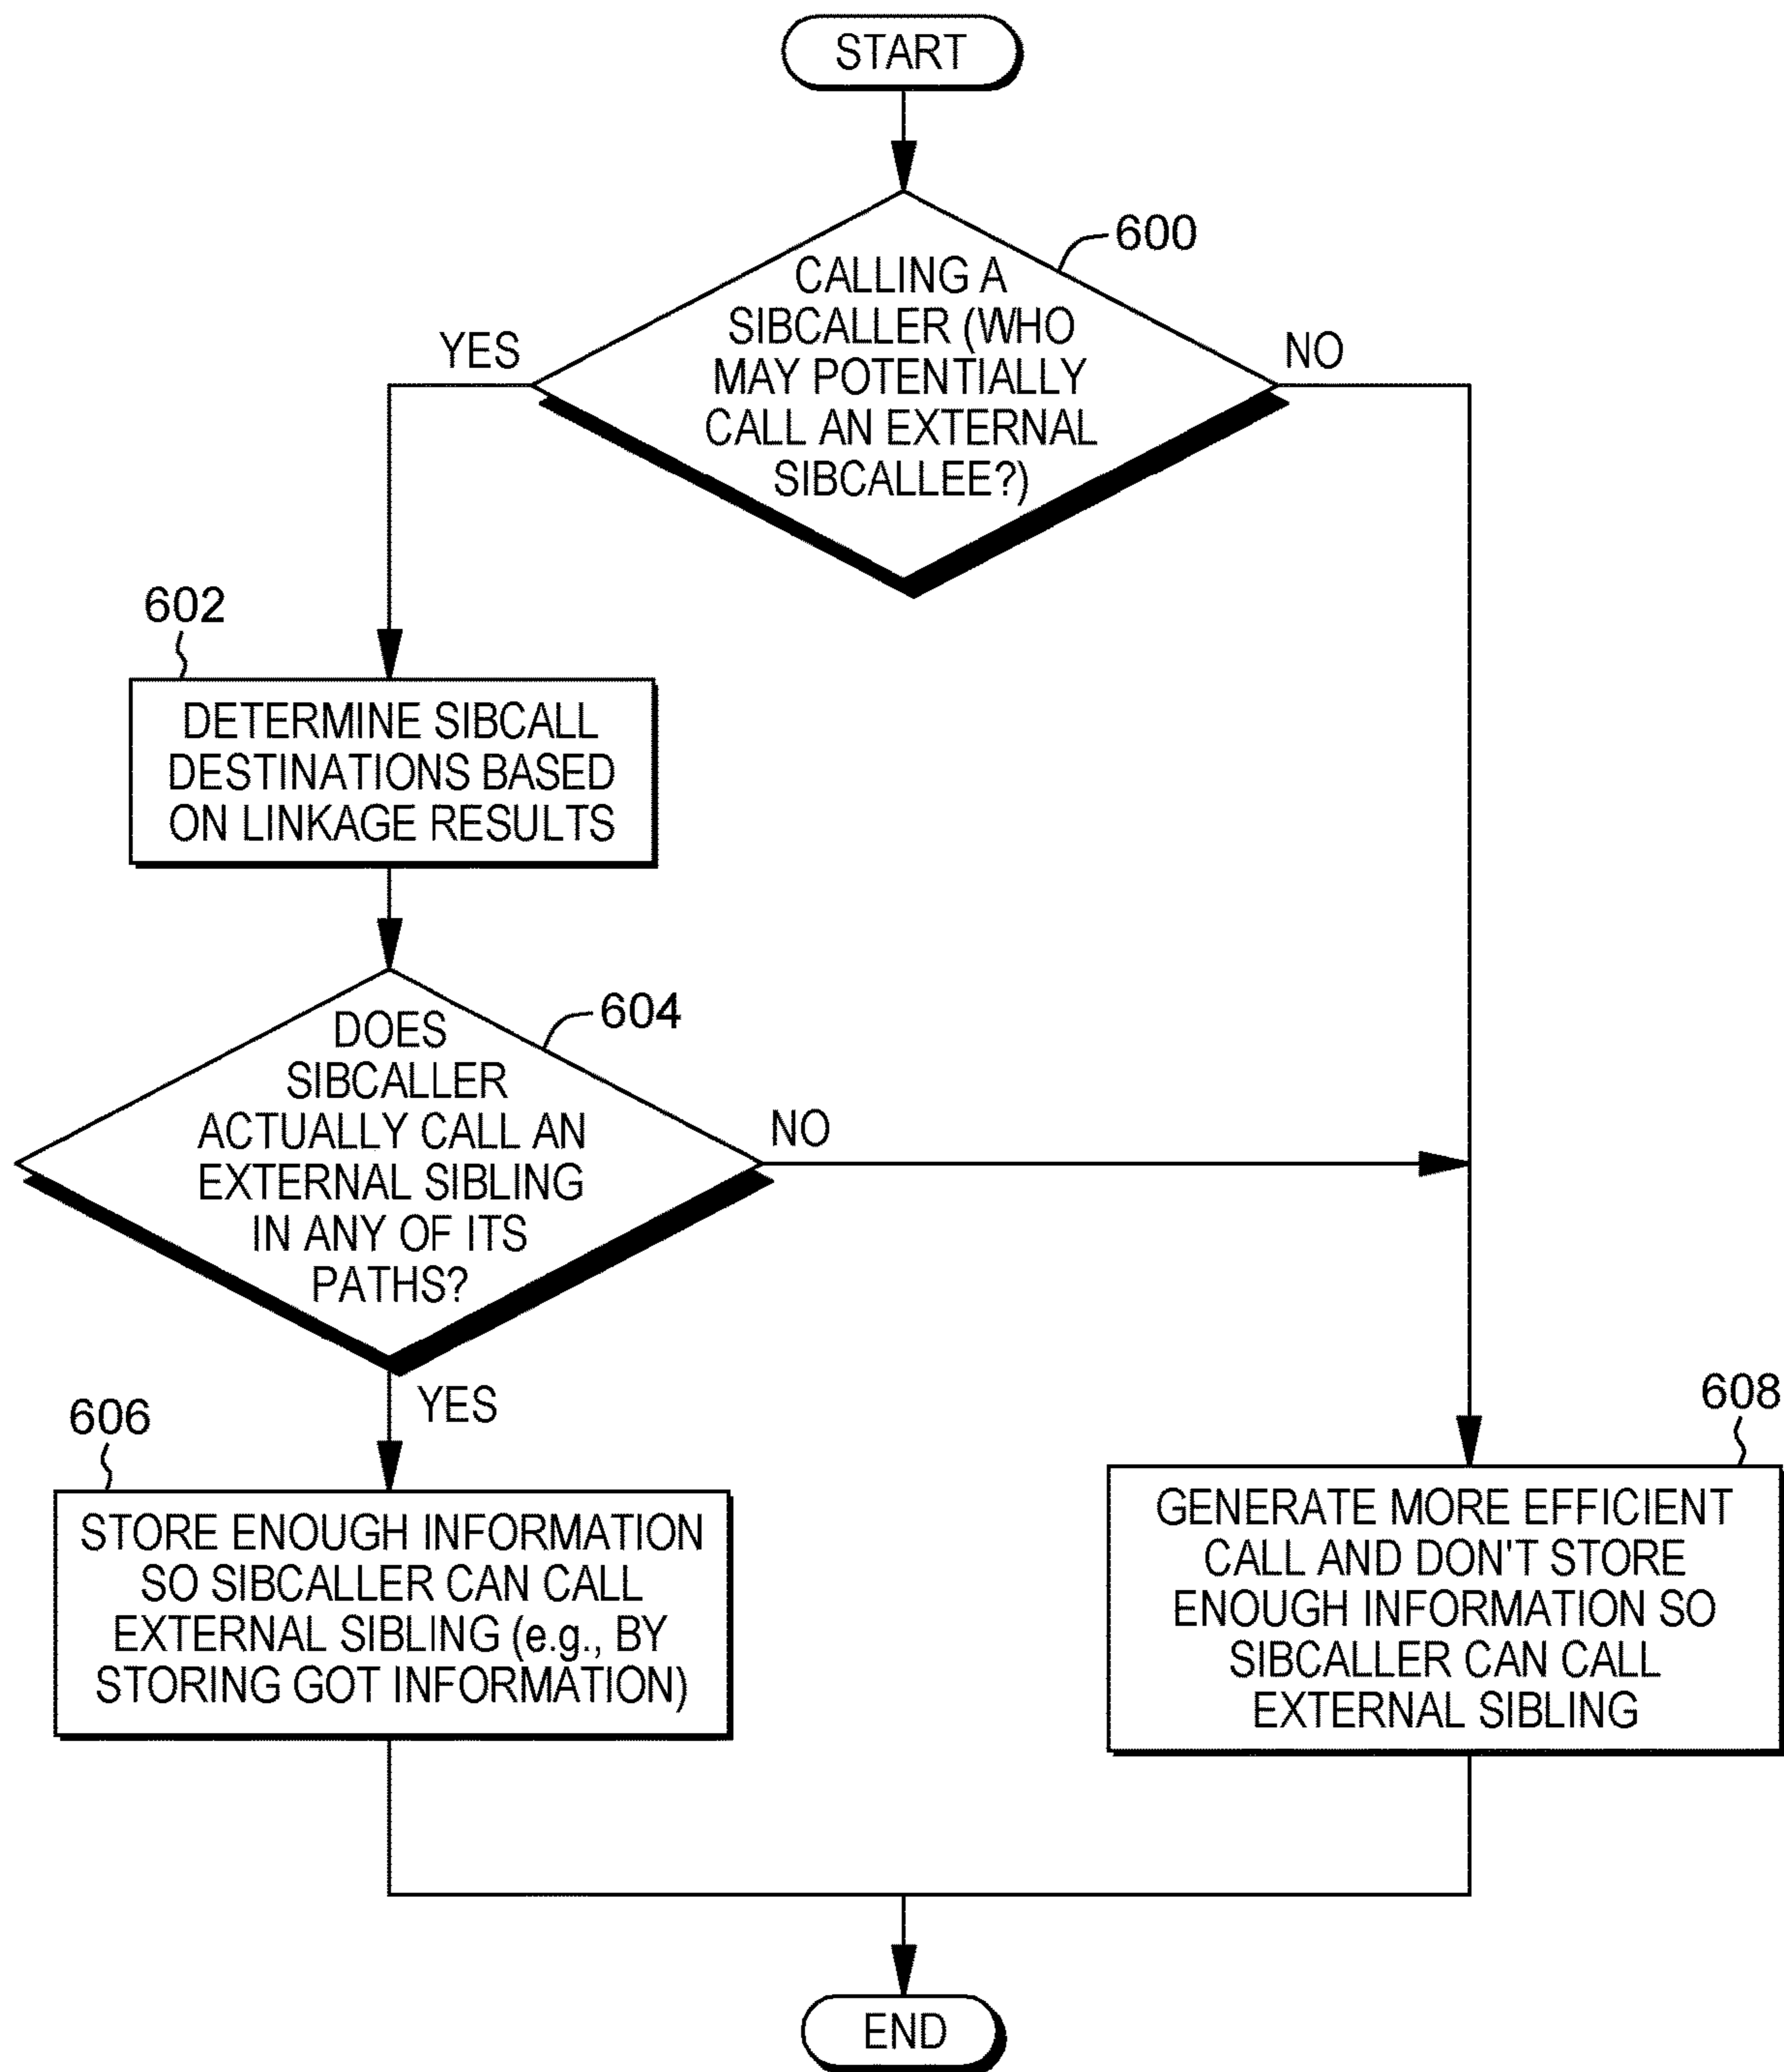 START
600
CALLING A
SIBCALLER (WHO
MAY POTENTIALLY
CALL AN EXTERNAL
SIBCALLEE?)
YES
NO
602
DETERMINE SIBCALL
DESTINATIONS BASED
ON LINKAGE RESULTS
604
DOES
SIBCALLER
ACTUALLY CALL AN
EXTERNAL SIBLING
IN ANY OF ITS
PATHS?
NO
YES
606
STORE ENOUGH INFORMATION
SO SIBCALLER CAN CALL
EXTERNAL SIBLING (e.g., BY
STORING GOT INFORMATION)
608
GENERATE MORE EFFICIENT
CALL AND DON'T STORE
ENOUGH INFORMATION SO
SIBCALLER CAN CALL
EXTERNAL SIBLING
END